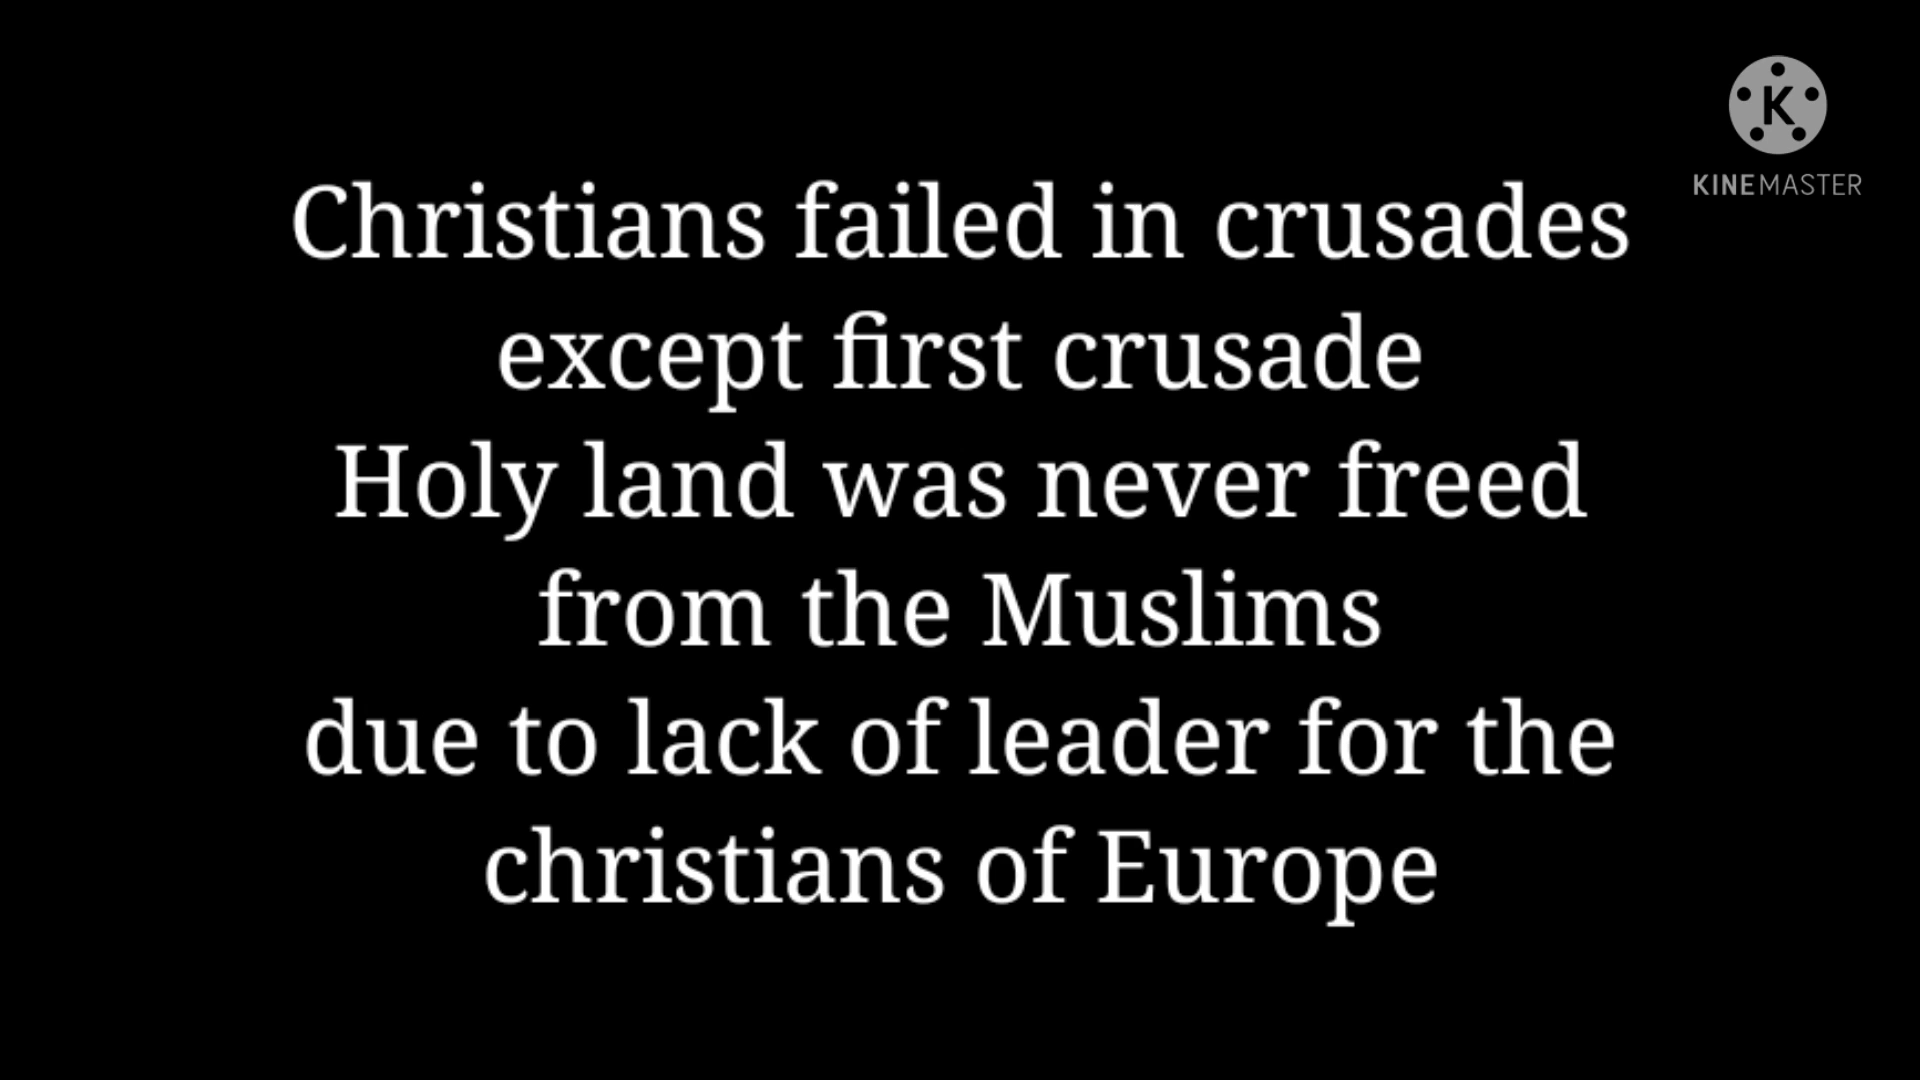 K
KINEMASTER
Christians failed in crusades
except first crusade
Holy land was never freed
from the Muslims
due to lack of leader for the
christians of Europe